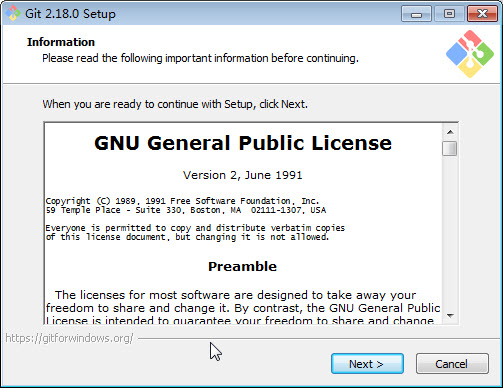 Git 2.18.0 Setup
Information
Please read the following important information before continuing.
When you are ready to continue with Setup, click Next.
GNU General Public License
Version 2, June 1991
Copyright (C) 1989, 1991 Free Software Foundation, Inc.
59 Temple Place - Suite 330, Boston, MA  02111-1307, USA
Everyone is permitted to copy and distribute verbatim copies
of this license document, but changing it is not allowed.
Preamble
The licenses for most software are designed to take away your
freedom to share and change it. By contrast, the GNU General Public
License is intended to guarantee your freedom to share and change
https://gitforwindows.org/
Next >
Cancel